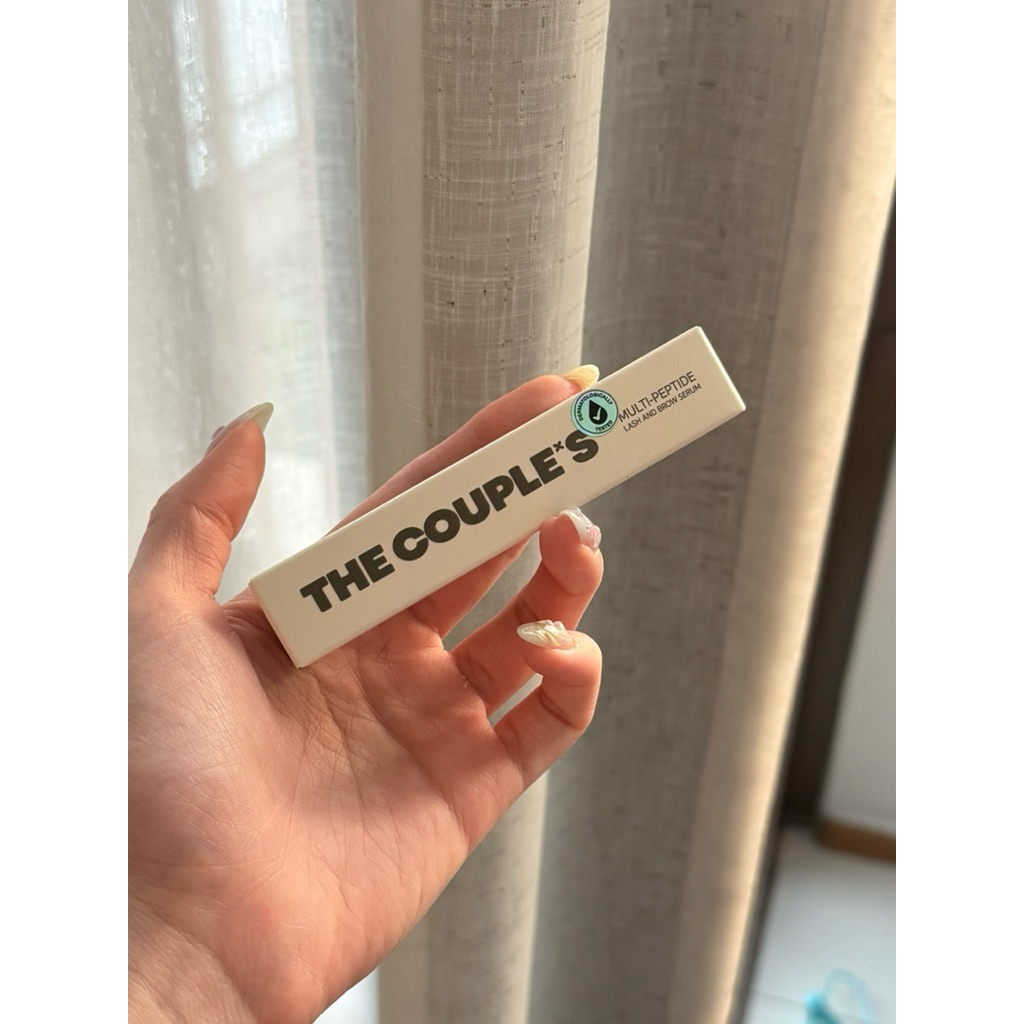 THE COUPLE×S
DERMATOLOGICALLY
TESTED
MULTI-PEPTIDE
LASH AND BROW SERUM